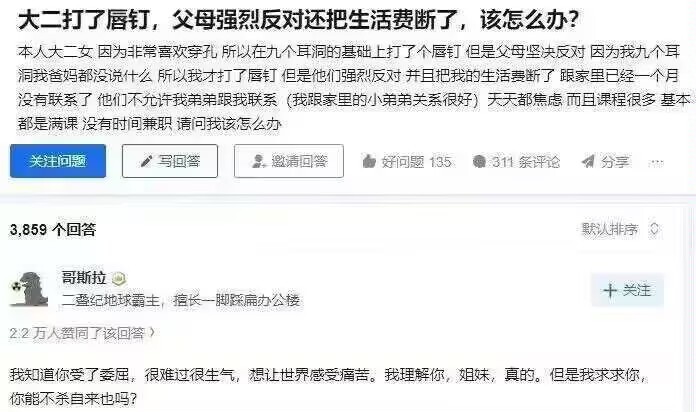 大二打了唇钉，父母强烈反对还把生活费断了，该怎么办？
本人大二女 因为非常喜欢穿孔 所以在九个耳洞的基础上打了个唇钉 但是父母坚决反对 因为我九个耳
洞我爸妈都没说什么 所以我才打了唇钉 但是他们强烈反对 并且把我的生活费断了 跟家里已经一个月
没有联系了 他们不允许我弟弟跟我联系（我跟家里的小弟弟关系很好）天天都焦虑 而且课程很多 基本
都是满课 没有时间兼职 请问我该怎么办
关注问题 写回答 邀请回答 好问题 135 311 条评论 分享 ···
3,859 个回答 默认排序
哥斯拉
二叠纪地球霸主，擅长一脚踩扁办公楼
+ 关注
2.2 万人赞同了该回答 >
我知道你受了委屈，很难过很生气，想让世界感受痛苦。我理解你，姐妹，真的。但是我求求你，
你能不杀自来也吗？